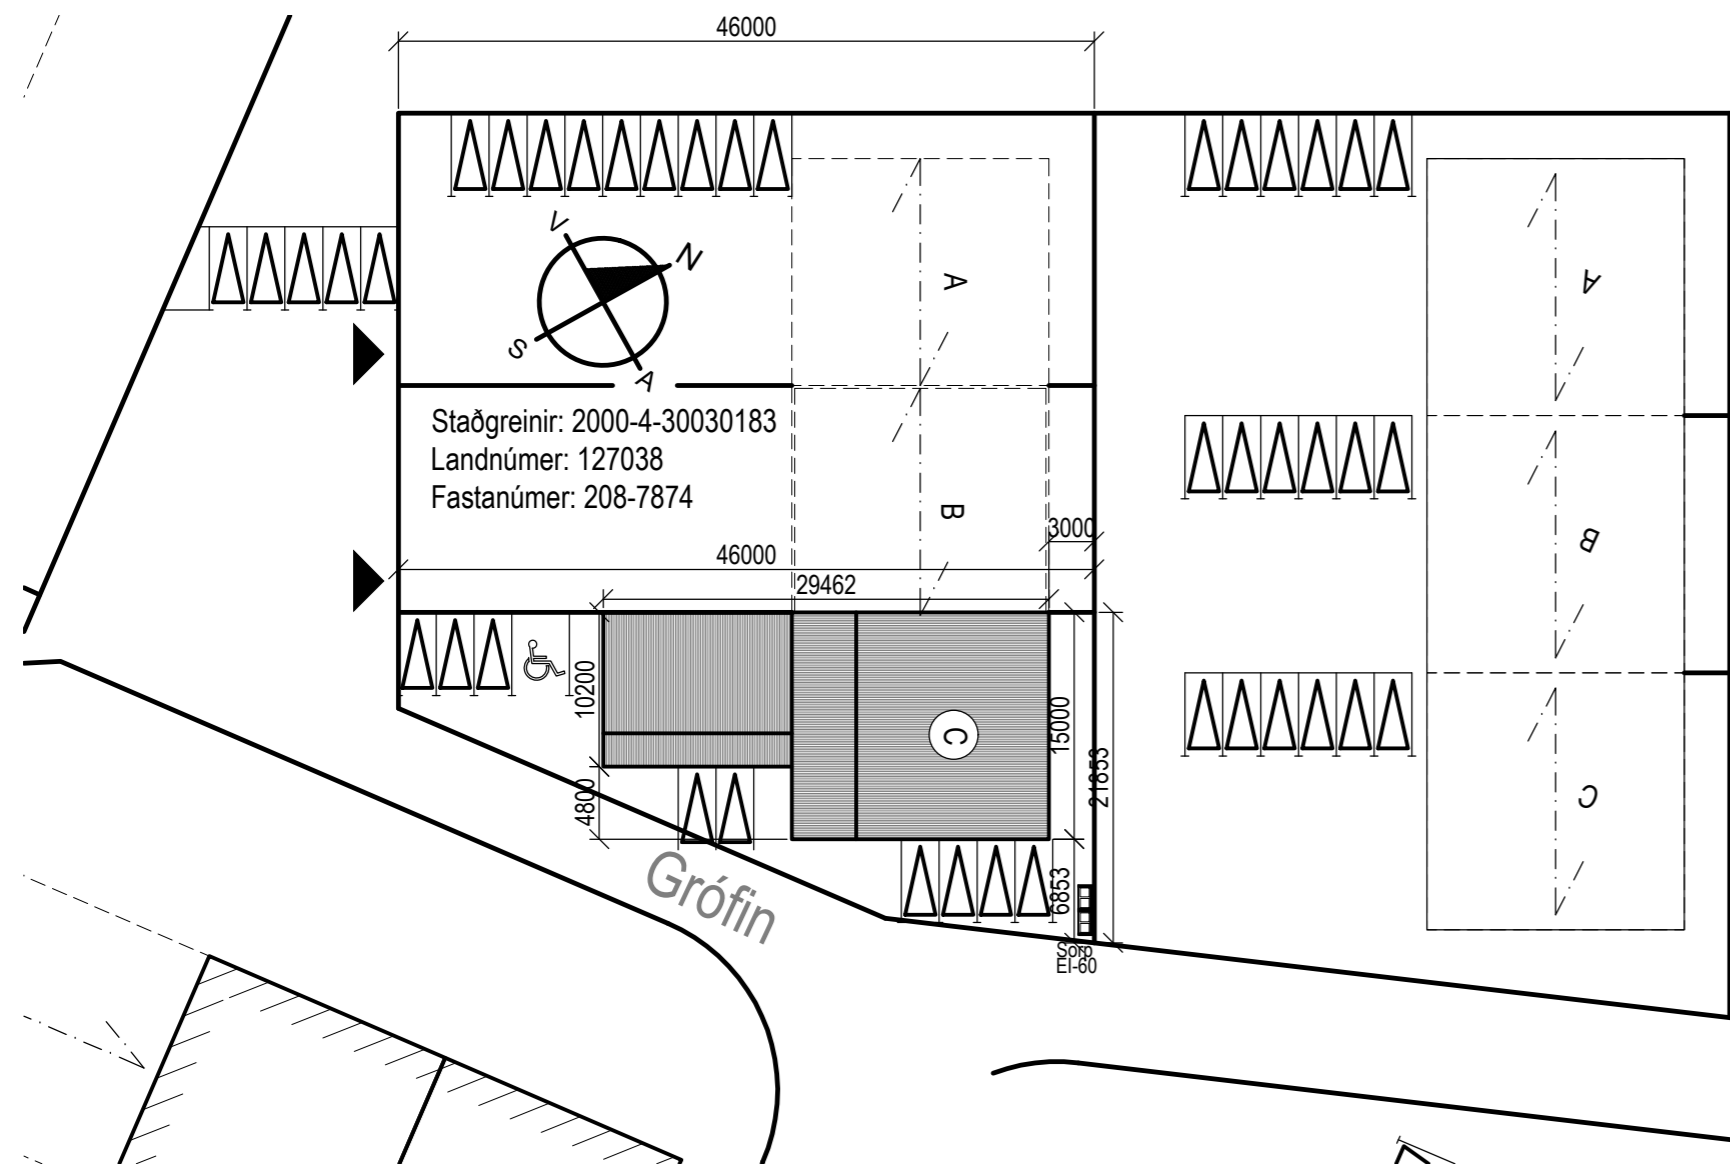 46000
V
N
S
A
A
A
Staðgreinir: 2000-4-30030183
Landnúmer: 127038
Fastanúmer: 208-7874
B
B
3000
46000
29462
10200
C
15000
21853
4800
C
6853
Grófin
Sorp
EI-60